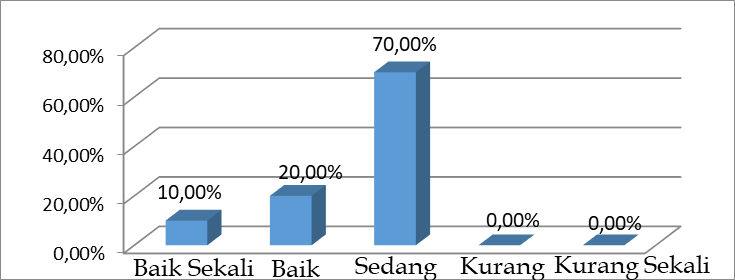 80,00%
60,00%
40,00%
20,00%
0,00%
10,00%
20,00%
70,00%
0,00%
0,00%
Baik Sekali
Baik
Sedang
Kurang
Kurang Sekali